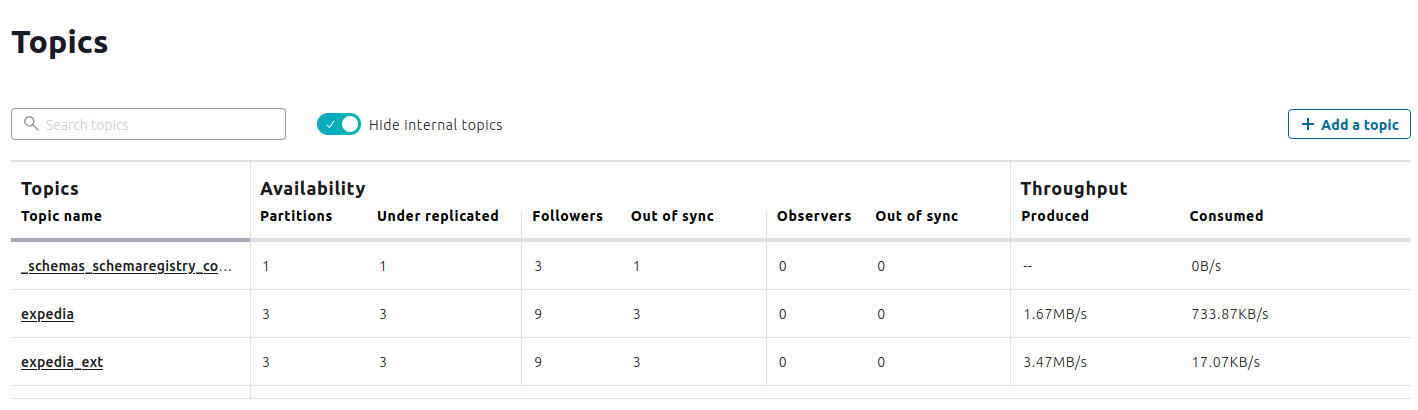 Topics
Search topics
Hide internal topics
+ Add a topic
Topics Availability Throughput
Topic name Partitions Under replicated Followers Out of sync Observers Out of sync Produced Consumed
_schemas_schemaregistry_co... 1 1 3 1 0 0 -- 0B/s
expedia 3 3 9 3 0 0 1.67MB/s 733.87KB/s
expedia_ext 3 3 9 3 0 0 3.47MB/s 17.07KB/s